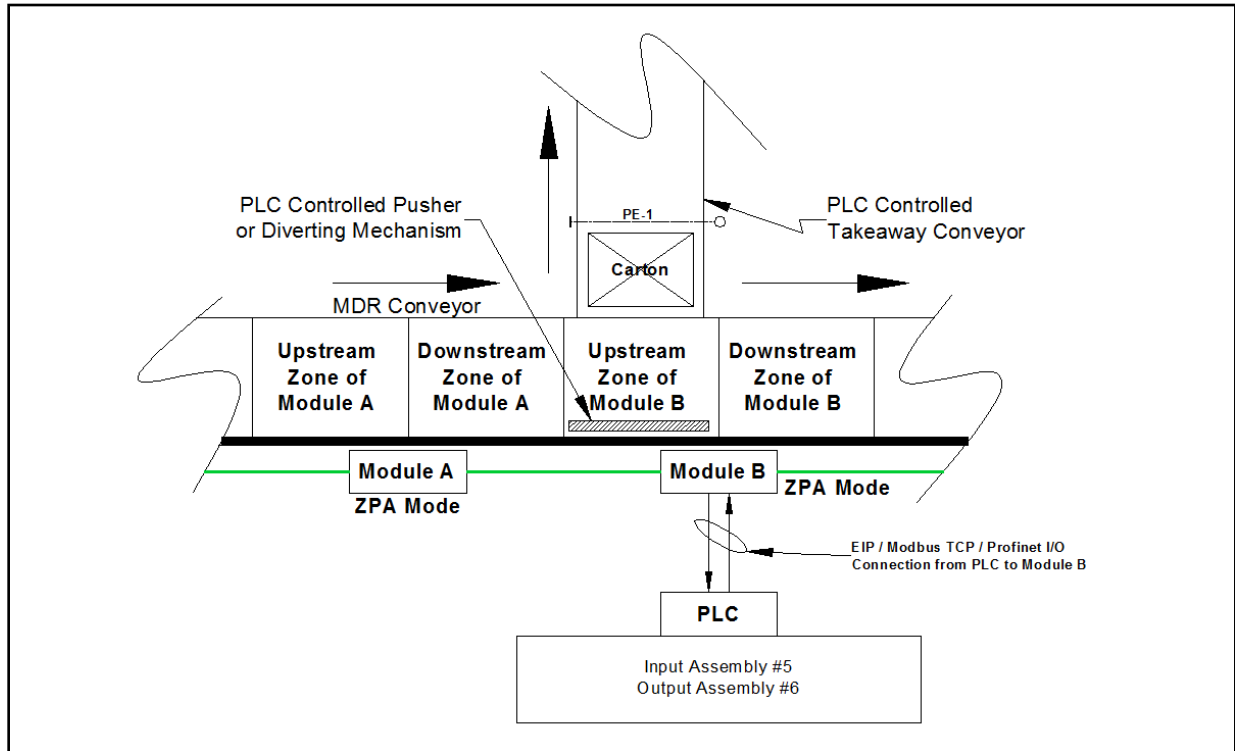 PLC Controlled Pusher
or Diverting Mechanism
PE-1
PLC Controlled
Takeaway Conveyor
Carton
MDR Conveyor
Upstream
Zone of
Module A
Downstream
Zone of
Module A
Upstream
Zone of
Module B
Downstream
Zone of
Module B
Module A
ZPA Mode
Module B
ZPA Mode
EIP / Modbus TCP / Profinet I/O
Connection from PLC to Module B
PLC
Input Assembly #5
Output Assembly #6